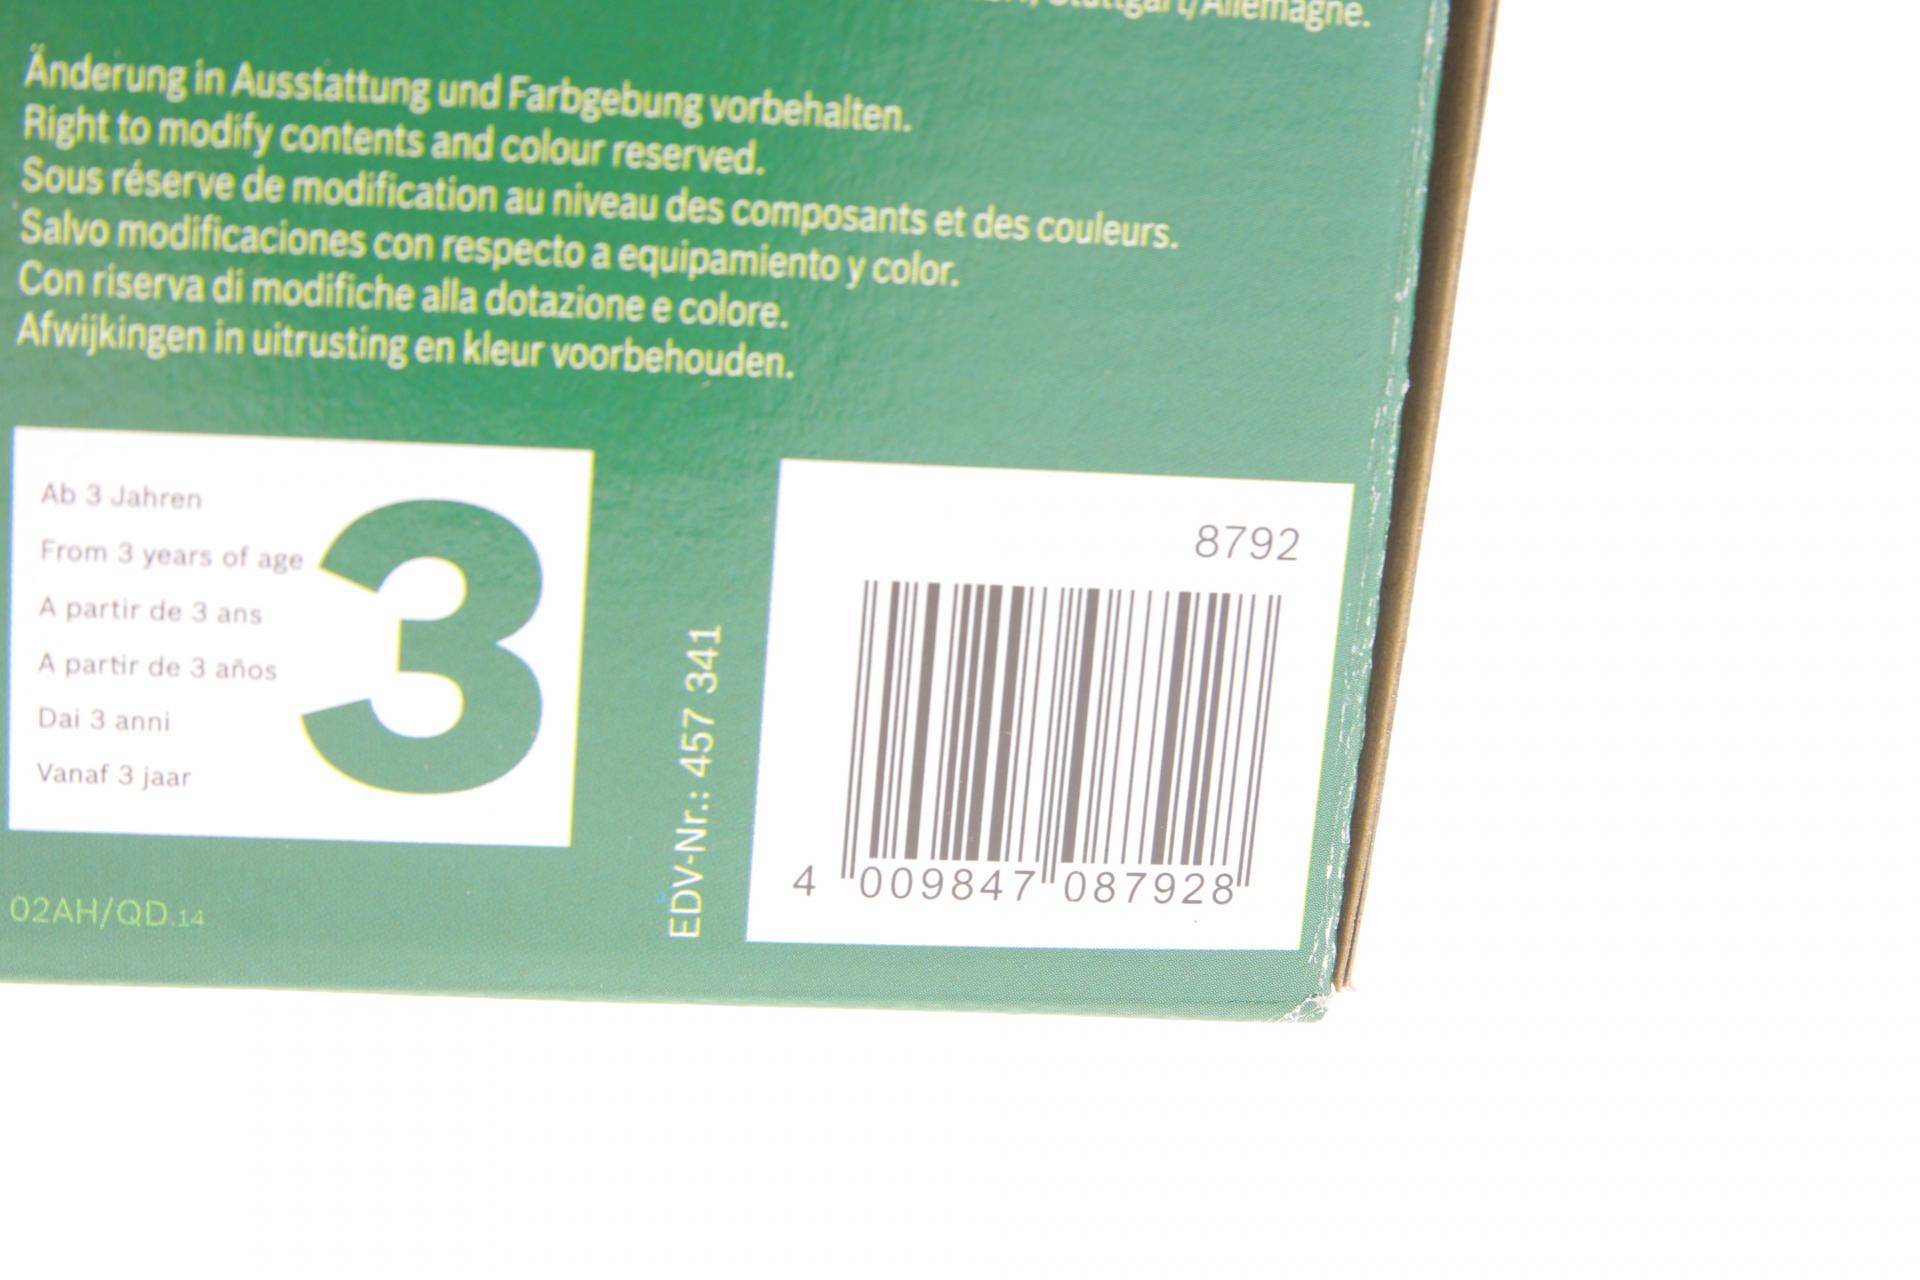 Stuttgart/Allemagne.
Änderung in Ausstattung und Farbgebung vorbehalten.
Right to modify contents and colour reserved.
Sous réserve de modification au niveau des composants et des couleurs.
Salvo modificaciones con respecto a equipamiento y color.
Con riserva di modifiche alla dotazione e colore.
Afwijkingen in uitrusting en kleur voorbehouden.
Ab 3 Jahren
From 3 years of age
A partir de 3 ans
A partir de 3 años
Dai 3 anni
Vanaf 3 jaar
3
02AH/QD.14
EDV-Nr.: 457 341
8792
4 009847 087928